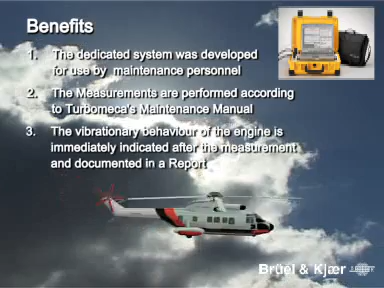 Benefits
1. The dedicated system was developed
for use by maintenance personnel
2. The Measurements are performed according
to Turbomeca's Maintenance Manual
3. The vibrationary behaviour of the engine is
immediately indicated after the measurement
and documented in a Report
Brüel & Kjær